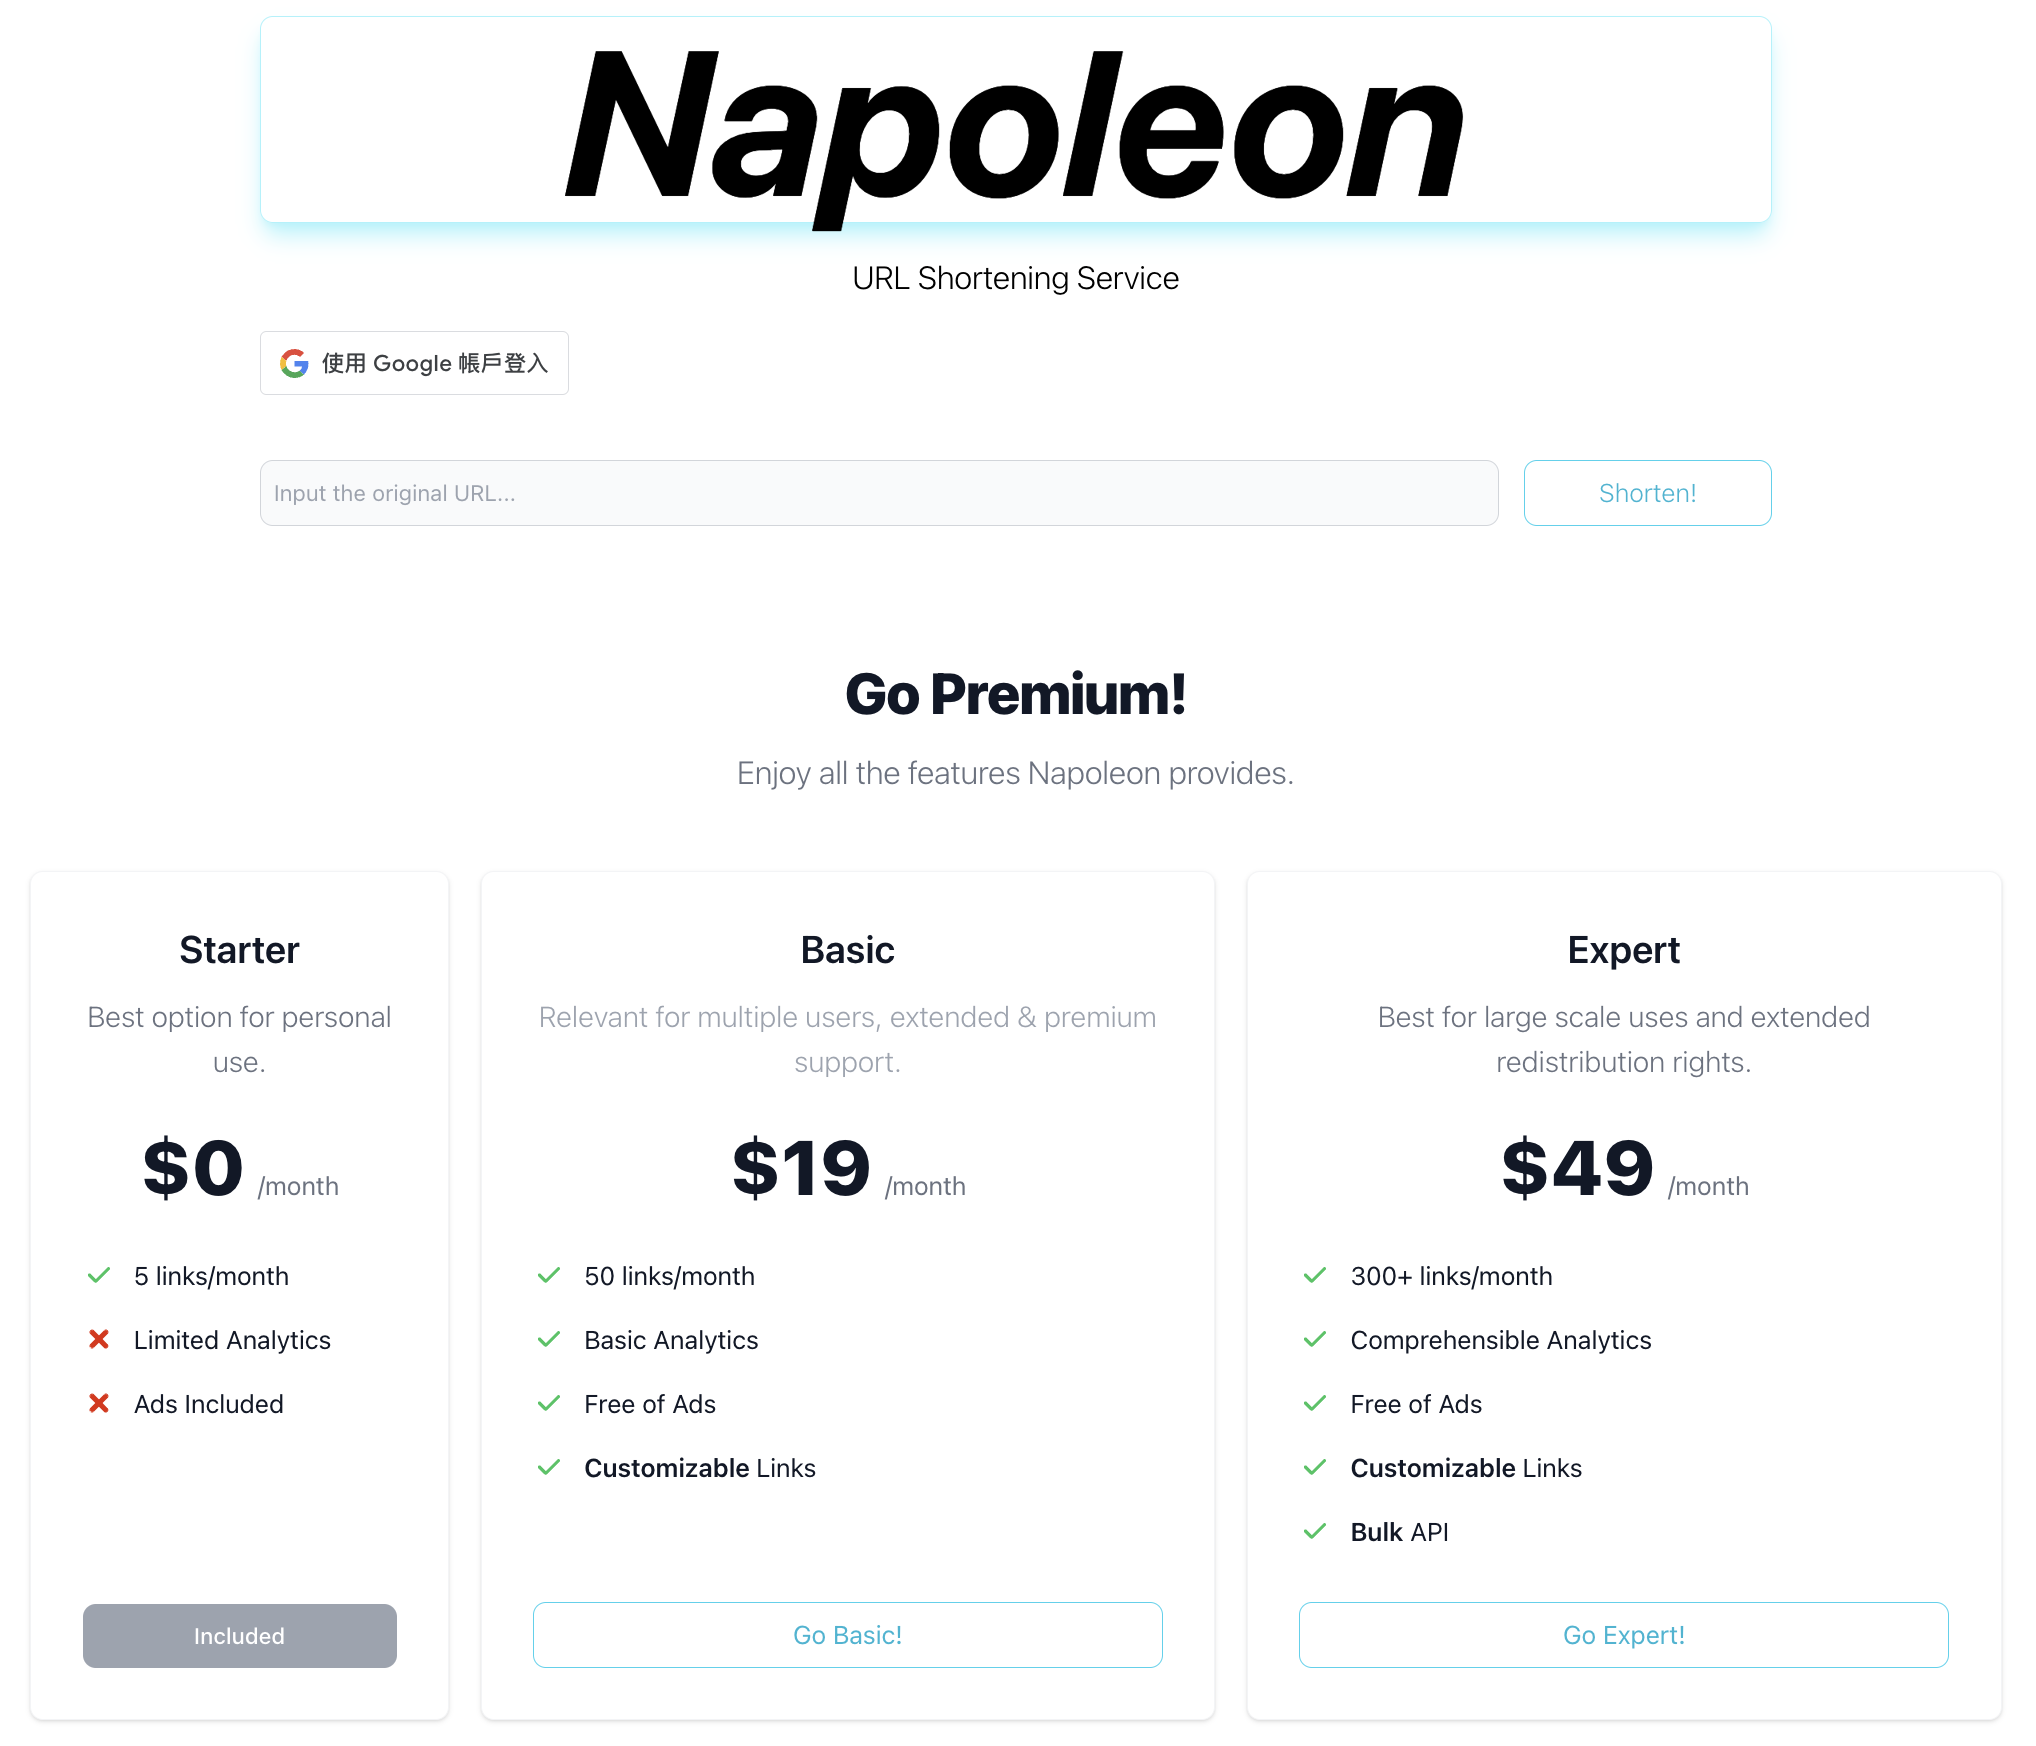 Napoleon
URL Shortening Service
使用 Google 帳戶登入
Input the original URL...
Shorten!
Go Premium!
Enjoy all the features Napoleon provides.
Starter
Best option for personal
use.
$0 /month
5 links/month
Limited Analytics
Ads Included
Included
Basic
Relevant for multiple users, extended & premium
support.
$19 /month
50 links/month
Basic Analytics
Free of Ads
Customizable Links
Go Basic!
Expert
Best for large scale uses and extended
redistribution rights.
$49 /month
300+ links/month
Comprehensible Analytics
Free of Ads
Customizable Links
Bulk API
Go Expert!